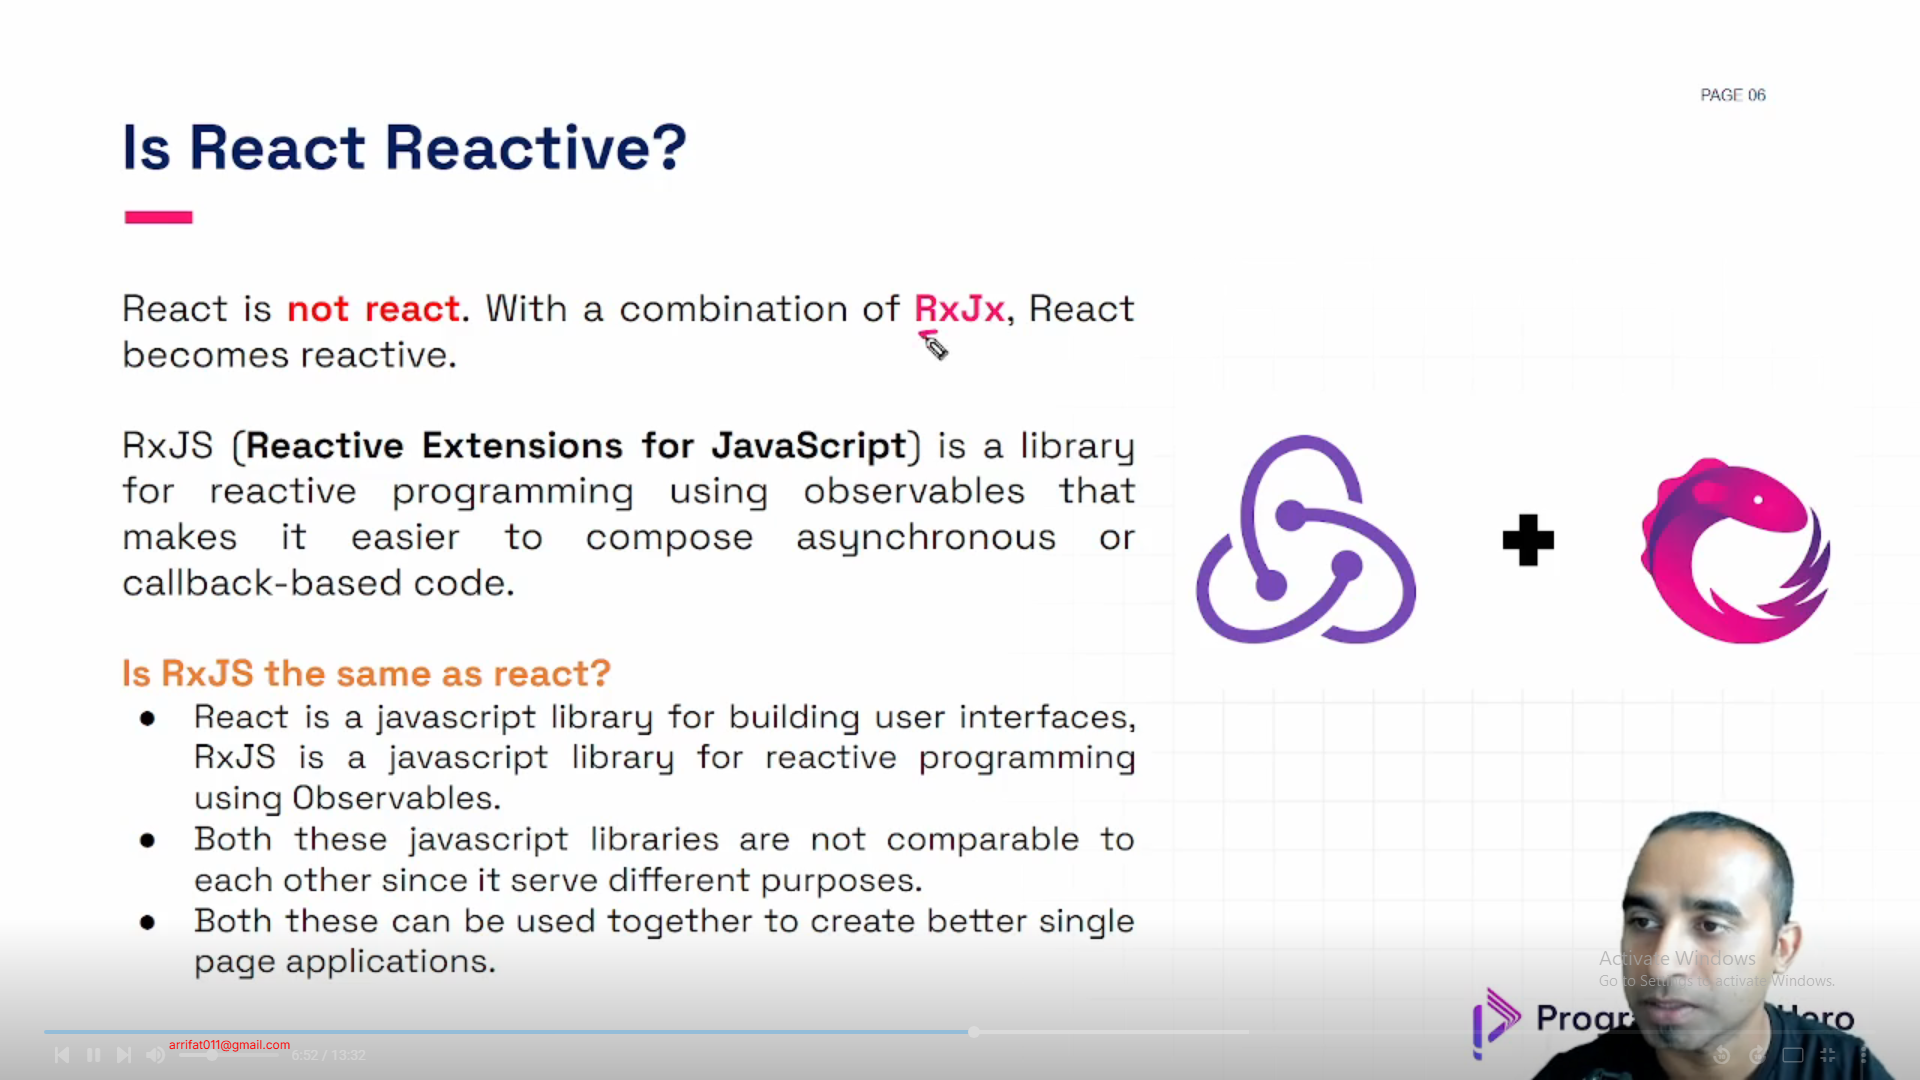 PAGE 06
Is React Reactive?
React is not react. With a combination of RxJx, React
becomes reactive.
RxJS (Reactive Extensions for JavaScript) is a library
for reactive programming using observables that
makes it easier to compose asynchronous or
callback-based code.
Is RxJS the same as react?
● React is a javascript library for building user interfaces,
RxJS is a javascript library for reactive programming
using Observables.
● Both these javascript libraries are not comparable to
each other since it serve different purposes.
● Both these can be used together to create better single
page applications.
Activate Windows
Go to Settings to activate Windows.
arrifat011@gmail.com
6:52 / 13:32